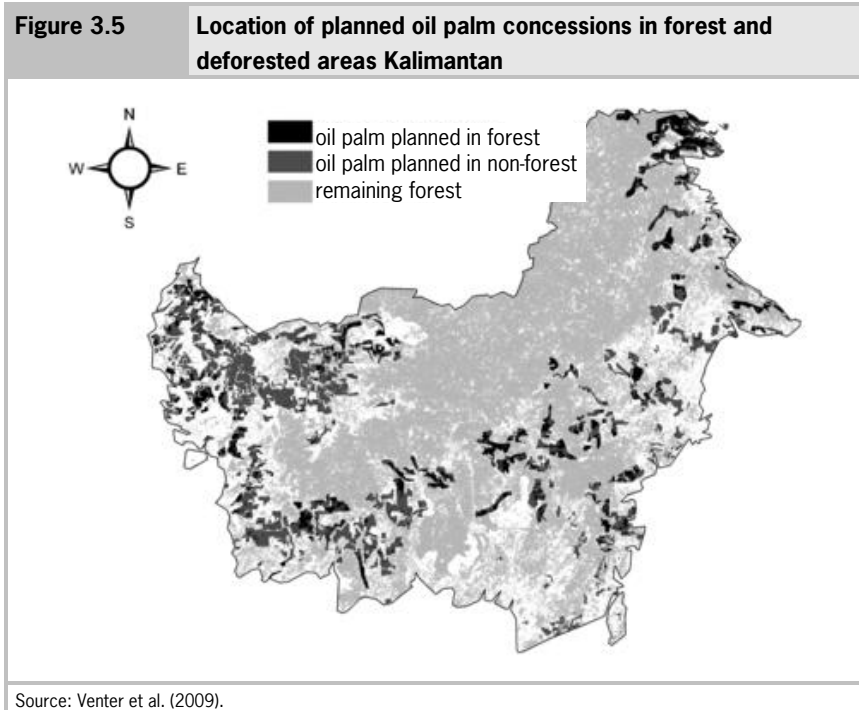 Figure 3.5
Location of planned oil palm concessions in forest and
deforested areas Kalimantan
N
W
E
S
oil palm planned in forest
oil palm planned in non-forest
remaining forest
Source: Venter et al. (2009).